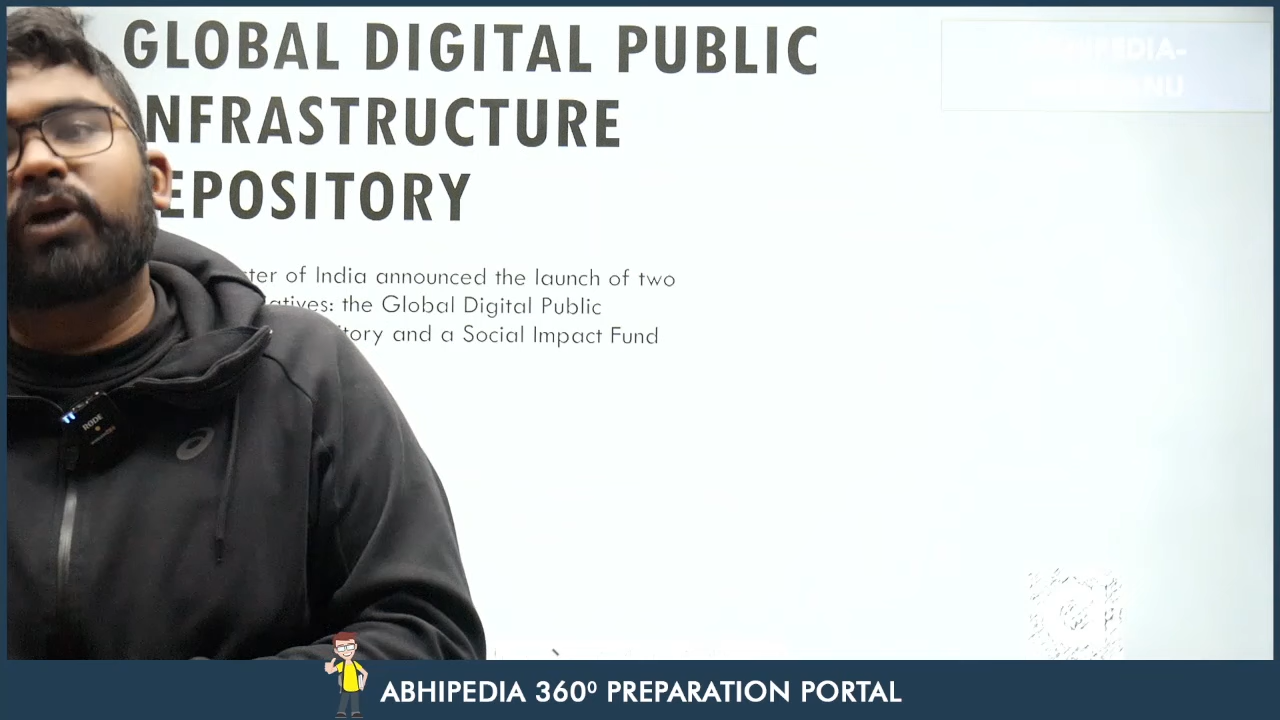 GLOBAL DIGITAL PUBLIC
NFRASTRUCTURE
EPOSITORY
ter of India announced the launch of two
iatives: the Global Digital Public
tory and a Social Impact Fund
RODE
ABHIPEDIA 360⁰ PREPARATION PORTAL